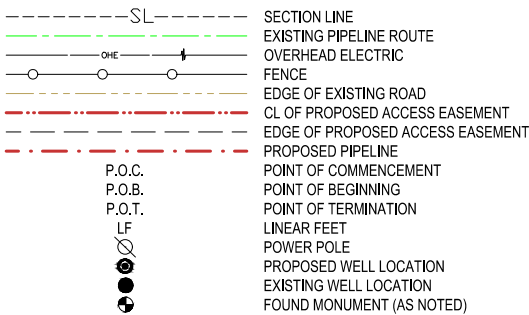 SL SECTION LINE
EXISTING PIPELINE ROUTE
OHE OVERHEAD ELECTRIC
FENCE
EDGE OF EXISTING ROAD
CL OF PROPOSED ACCESS EASEMENT
EDGE OF PROPOSED ACCESS EASEMENT
PROPOSED PIPELINE
P.O.C. POINT OF COMMENCEMENT
P.O.B. POINT OF BEGINNING
P.O.T. POINT OF TERMINATION
LF LINEAR FEET
POWER POLE
PROPOSED WELL LOCATION
EXISTING WELL LOCATION
FOUND MONUMENT (AS NOTED)